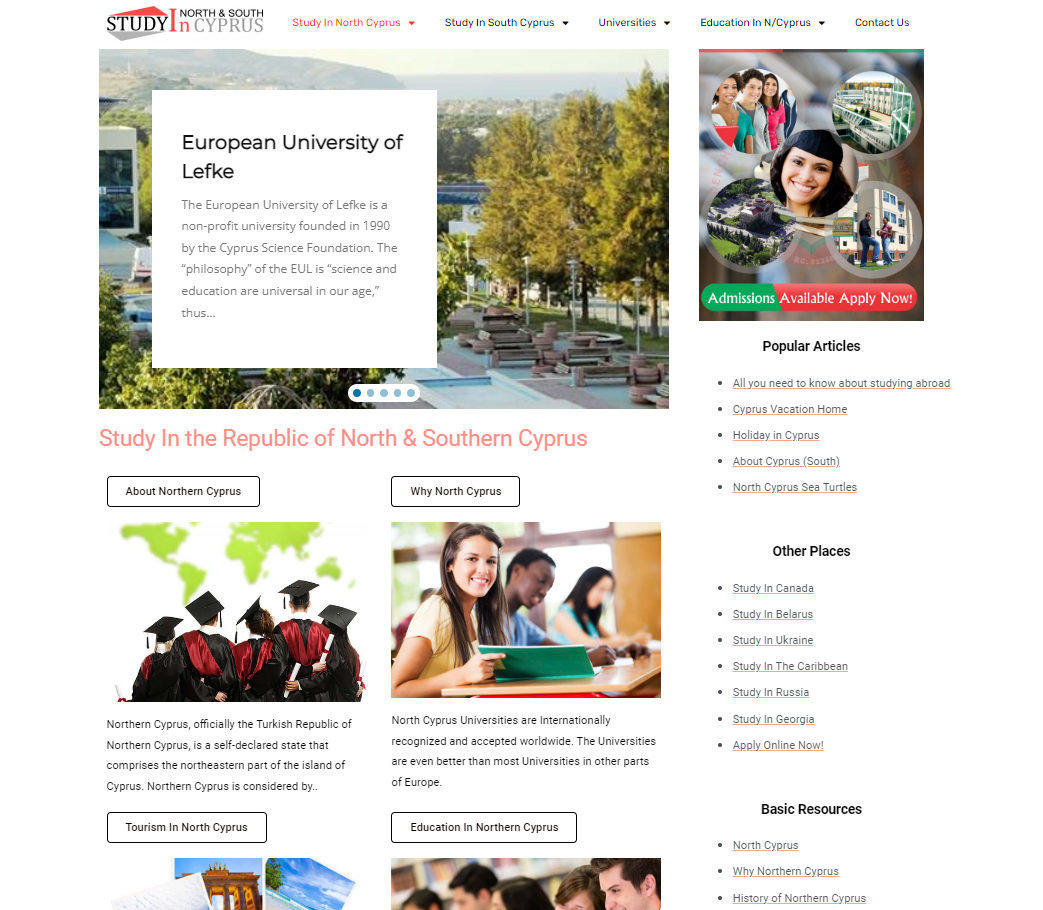 STUDY In NORTH & SOUTH
CYPRUS
Study In North Cyprus
Study In South Cyprus
Universities
Education In N/Cyprus
Contact Us
European University of
Lefke
The European University of Lefke is a
non-profit university founded in 1990
by the Cyprus Science Foundation. The
“philosophy” of the EUL is “science and
education are universal in our age,”
thus...
Study In the Republic of North & Southern Cyprus
About Northern Cyprus
Northern Cyprus, officially the Turkish Republic of
Northern Cyprus, is a self-declared state that
comprises the northeastern part of the island of
Cyprus. Northern Cyprus is considered by..
Why North Cyprus
North Cyprus Universities are Internationally
recognized and accepted worldwide. The Universities
are even better than most Universities in other parts
of Europe.
Tourism In North Cyprus
Education In Northern Cyprus
Admissions Available Apply Now!
Popular Articles
All you need to know about studying abroad
Cyprus Vacation Home
Holiday in Cyprus
About Cyprus (South)
North Cyprus Sea Turtles
Other Places
Study In Canada
Study In Belarus
Study In Ukraine
Study In The Caribbean
Study In Russia
Study In Georgia
Apply Online Now!
Basic Resources
North Cyprus
Why Northern Cyprus
History of Northern Cyprus